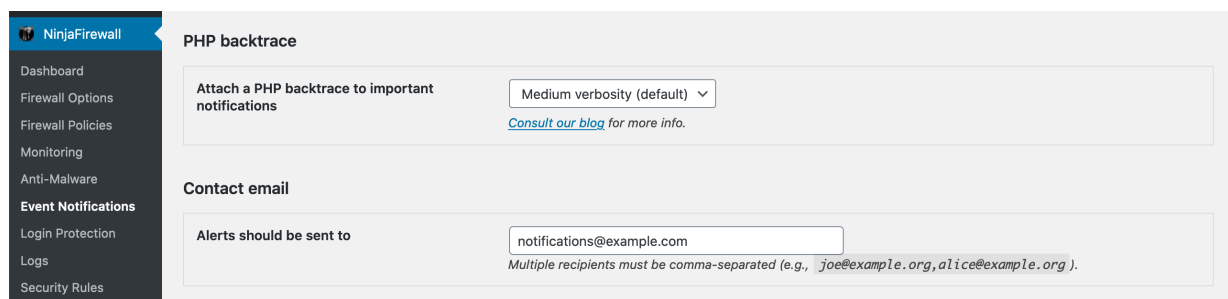 NinjaFirewall
Dashboard
Firewall Options
Firewall Policies
Monitoring
Anti-Malware
Event Notifications
Login Protection
Logs
Security Rules
PHP backtrace
Attach a PHP backtrace to important
notifications
Medium verbosity (default)
Consult our blog for more info.
Contact email
Alerts should be sent to
notifications@example.com
Multiple recipients must be comma-separated (e.g., joe@example.org,alice@example.org ).